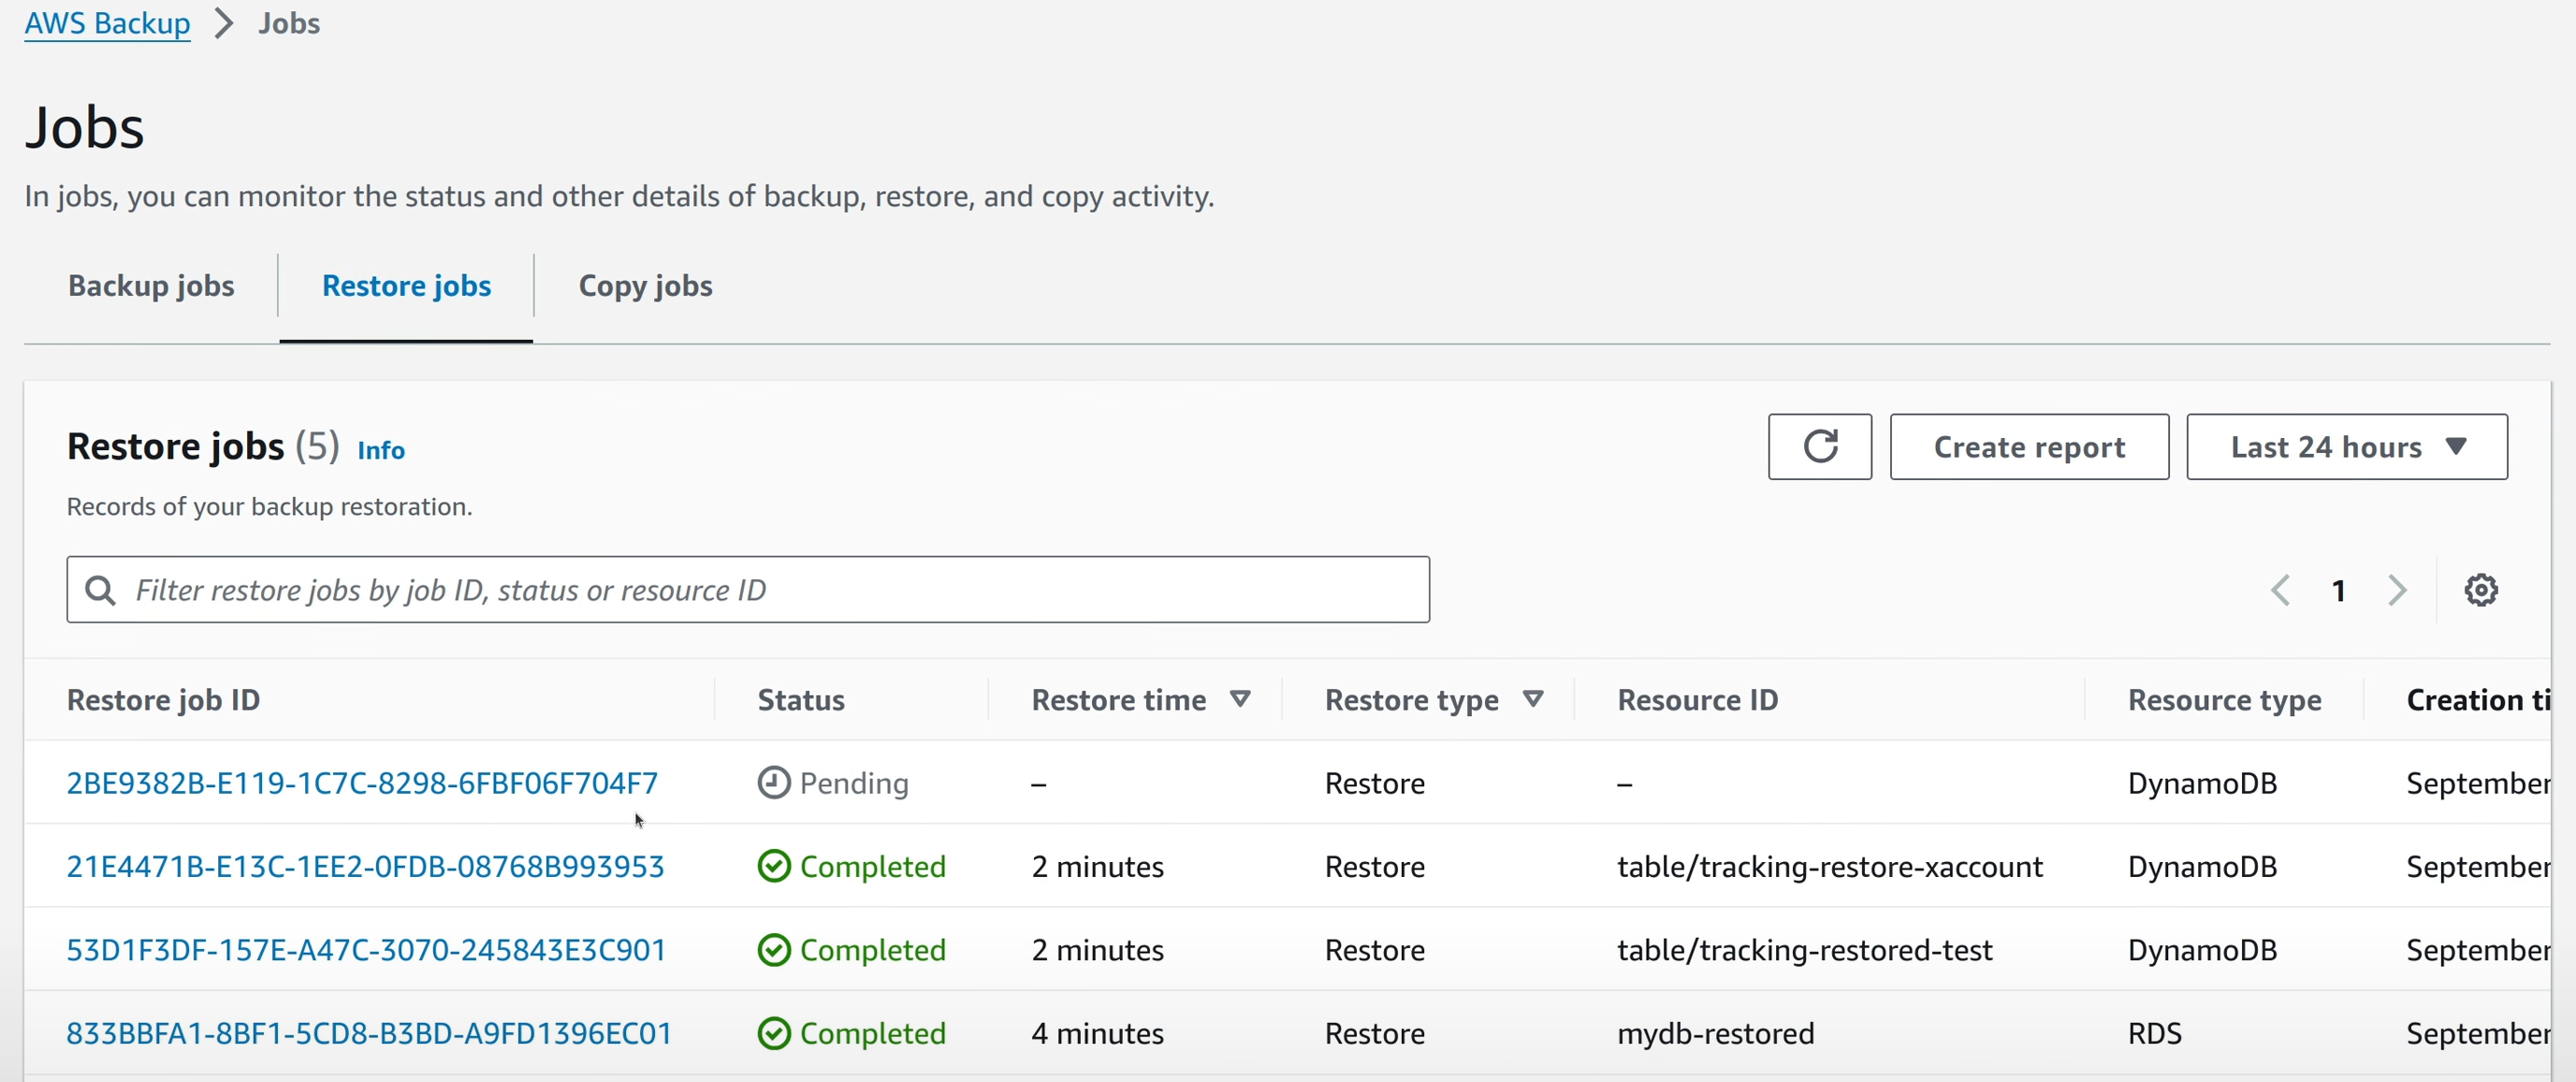 AWS Backup > Jobs
Jobs
In jobs, you can monitor the status and other details of backup, restore, and copy activity.
Backup jobs Restore jobs Copy jobs
Restore jobs (5) Info Create report Last 24 hours
Records of your backup restoration.
Filter restore jobs by job ID, status or resource ID 1
Restore job ID Status Restore time Restore type Resource ID Resource type Creation ti
2BE9382B-E119-1C7C-8298-6FBF06F704F7 Pending – Restore – DynamoDB September
21E4471B-E13C-1EE2-0FDB-08768B993953 Completed 2 minutes Restore table/tracking-restore-xaccount DynamoDB September
53D1F3DF-157E-A47C-3070-245843E3C901 Completed 2 minutes Restore table/tracking-restored-test DynamoDB September
833BBFA1-8BF1-5CD8-B3BD-A9FD1396EC01 Completed 4 minutes Restore mydb-restored RDS September